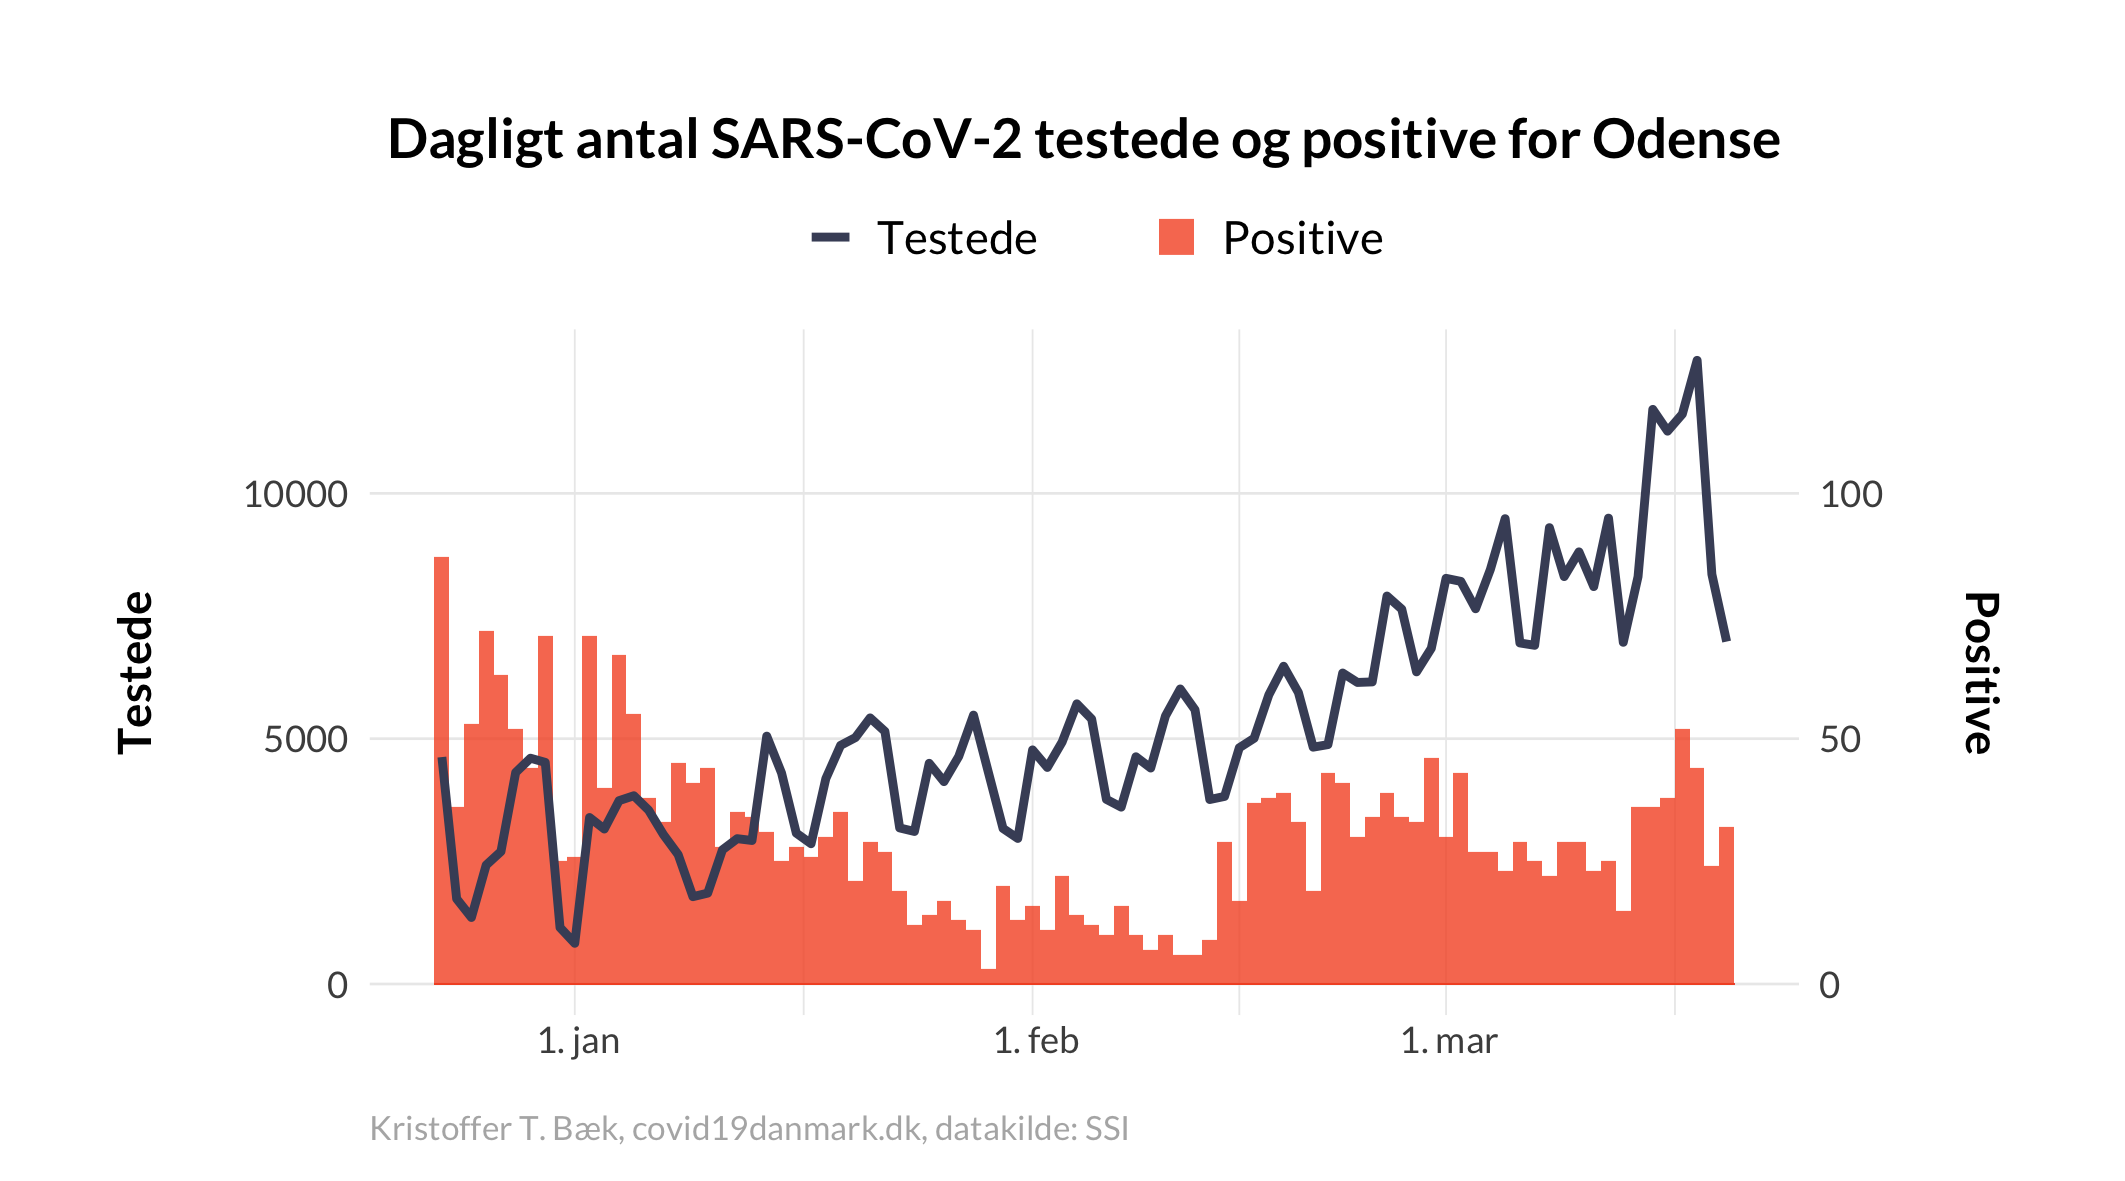 Dagligt antal SARS-CoV-2 testede og positive for Odense
Testede
Positive
Testede
10000
5000
0
100
50
0
Positive
1. jan
1. feb
1. mar
Kristoffer T. Bæk, covid19danmark.dk, datakilde: SSI